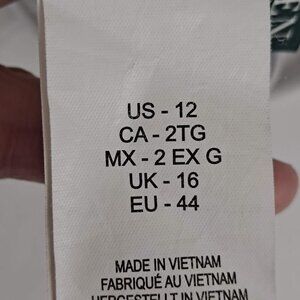 US - 12
CA - 2TG
MX - 2 EX G
UK - 16
EU - 44
MADE IN VIETNAM
FABRIQUÉ AU VIETNAM
HERGESTELLT IN VIETNAM